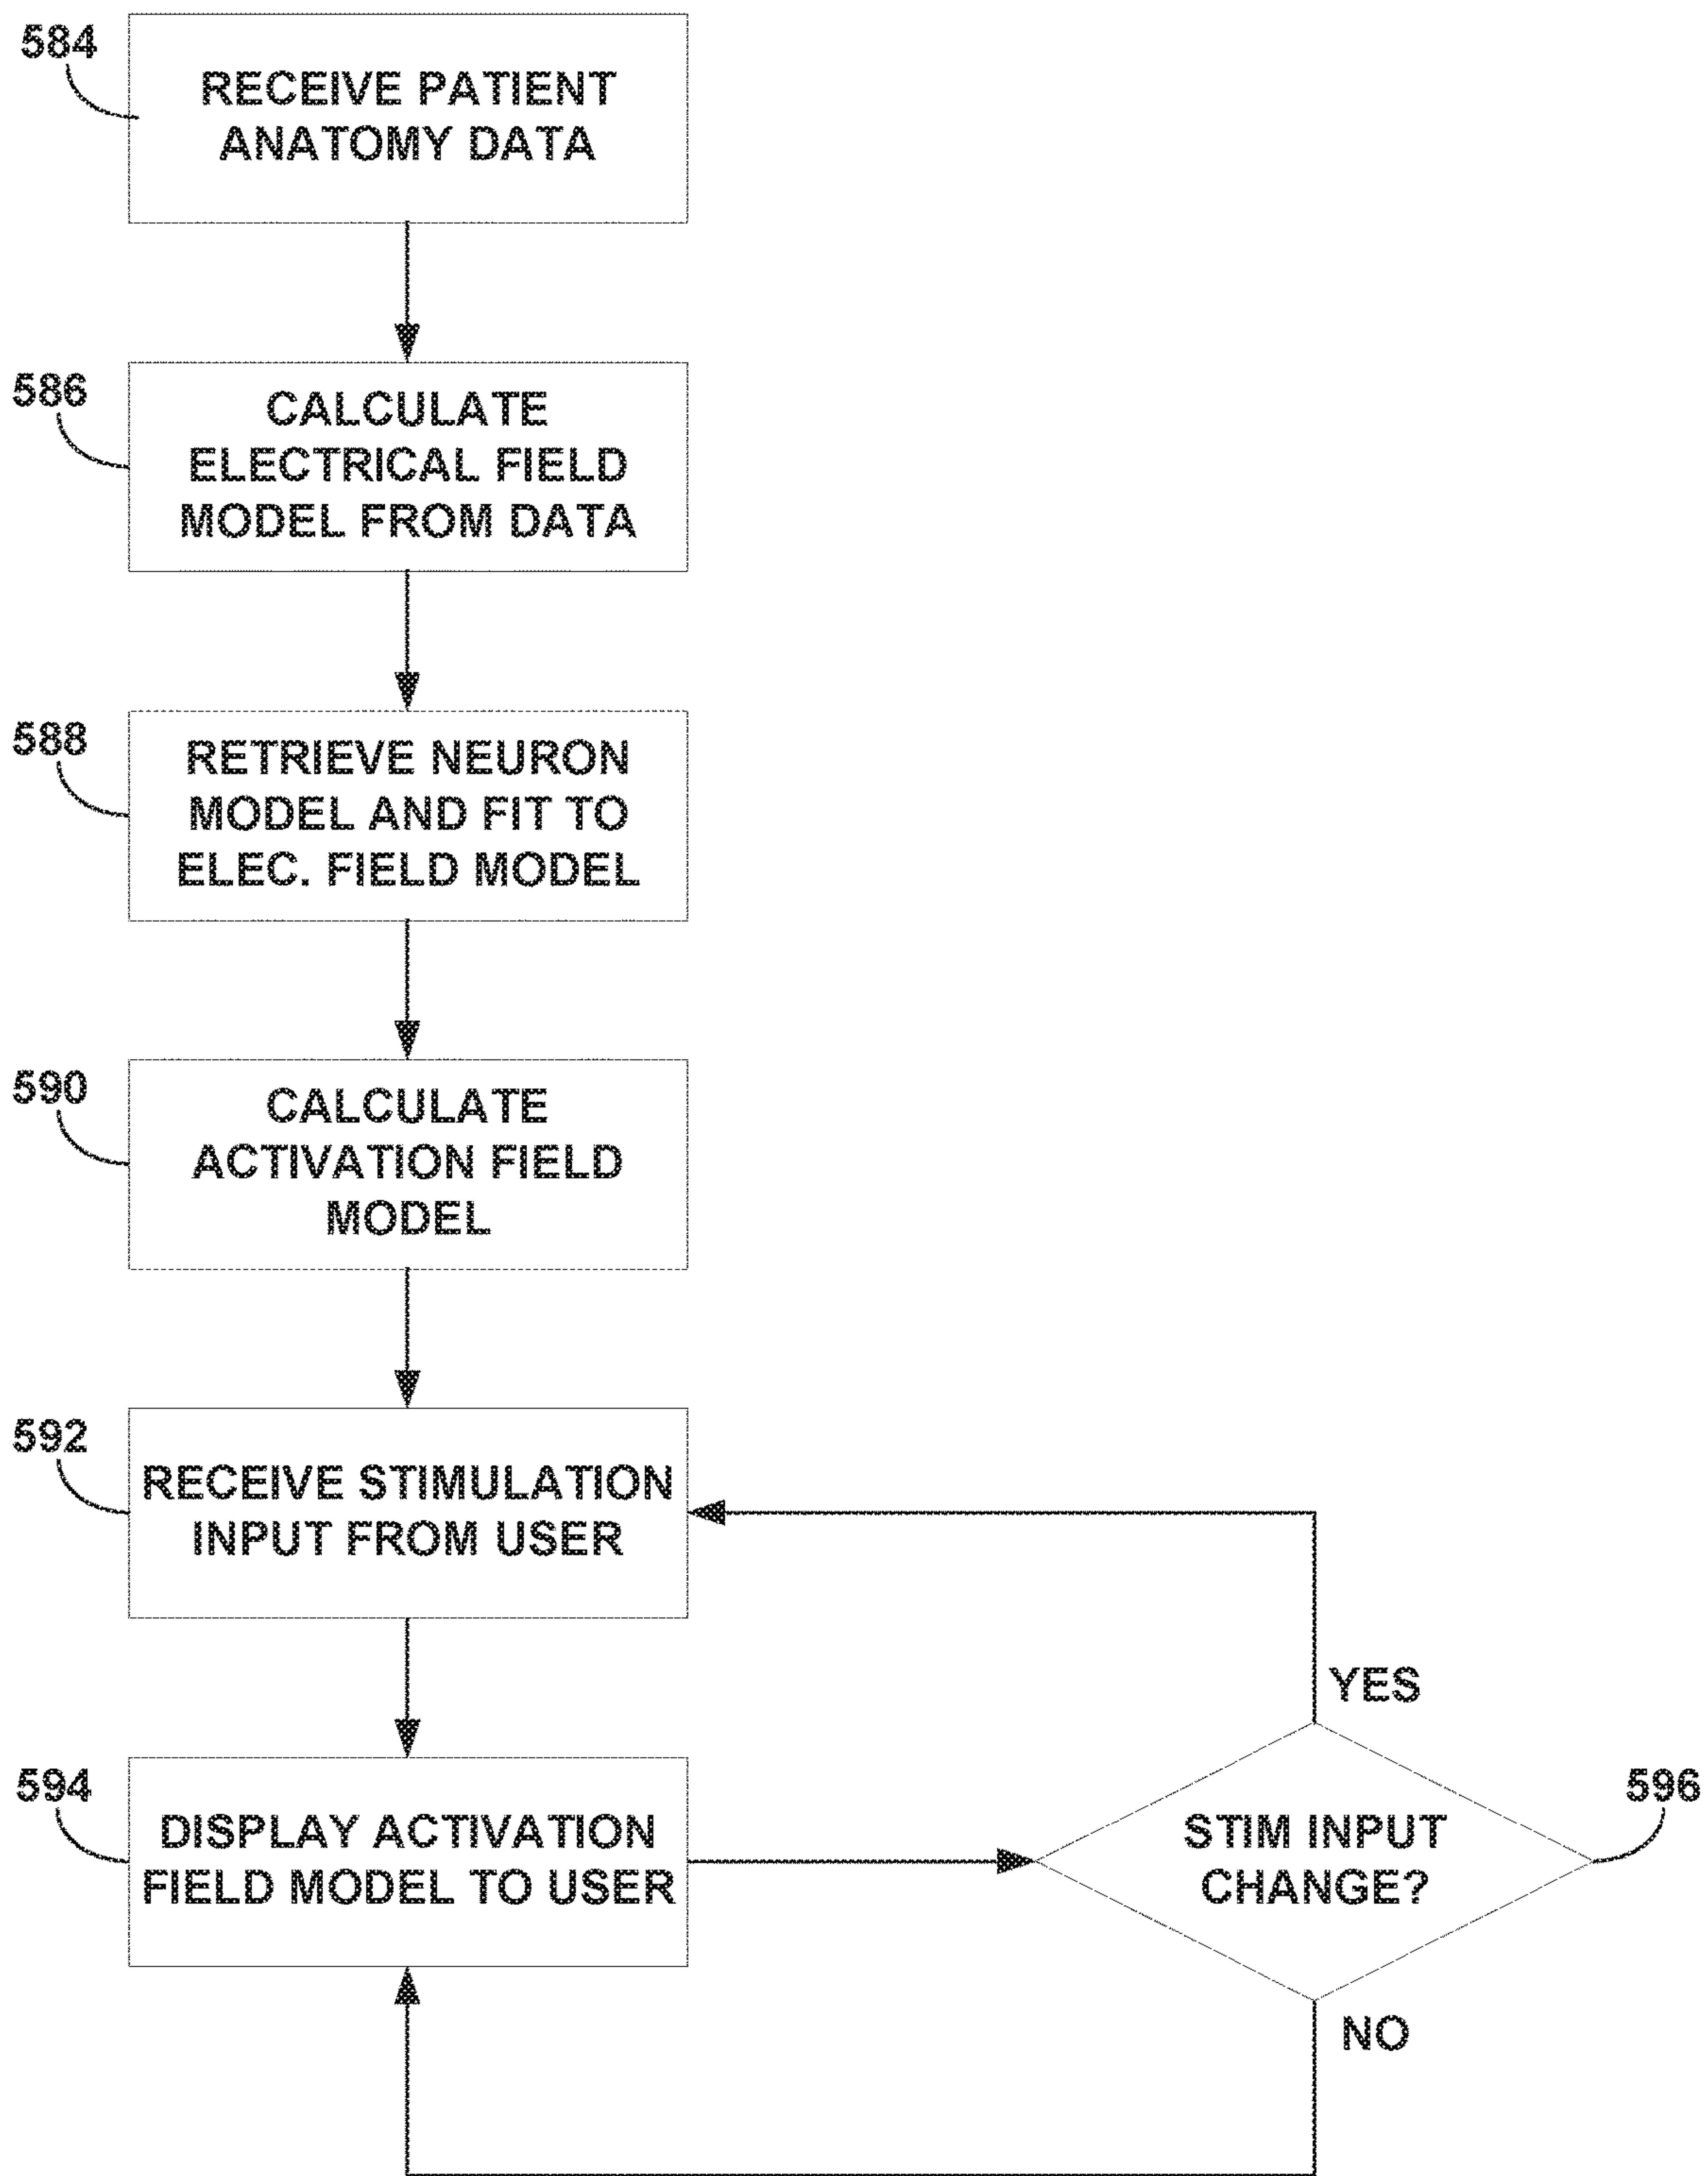 584
RECEIVE PATIENT
ANATOMY DATA
586
CALCULATE
ELECTRICAL FIELD
MODEL FROM DATA
588
RETRIEVE NEURON
MODEL AND FIT TO
ELEC. FIELD MODEL
590
CALCULATE
ACTIVATION FIELD
MODEL
592
RECEIVE STIMULATION
INPUT FROM USER
YES
594
DISPLAY ACTIVATION
FIELD MODEL TO USER
596
STIM INPUT
CHANGE?
NO